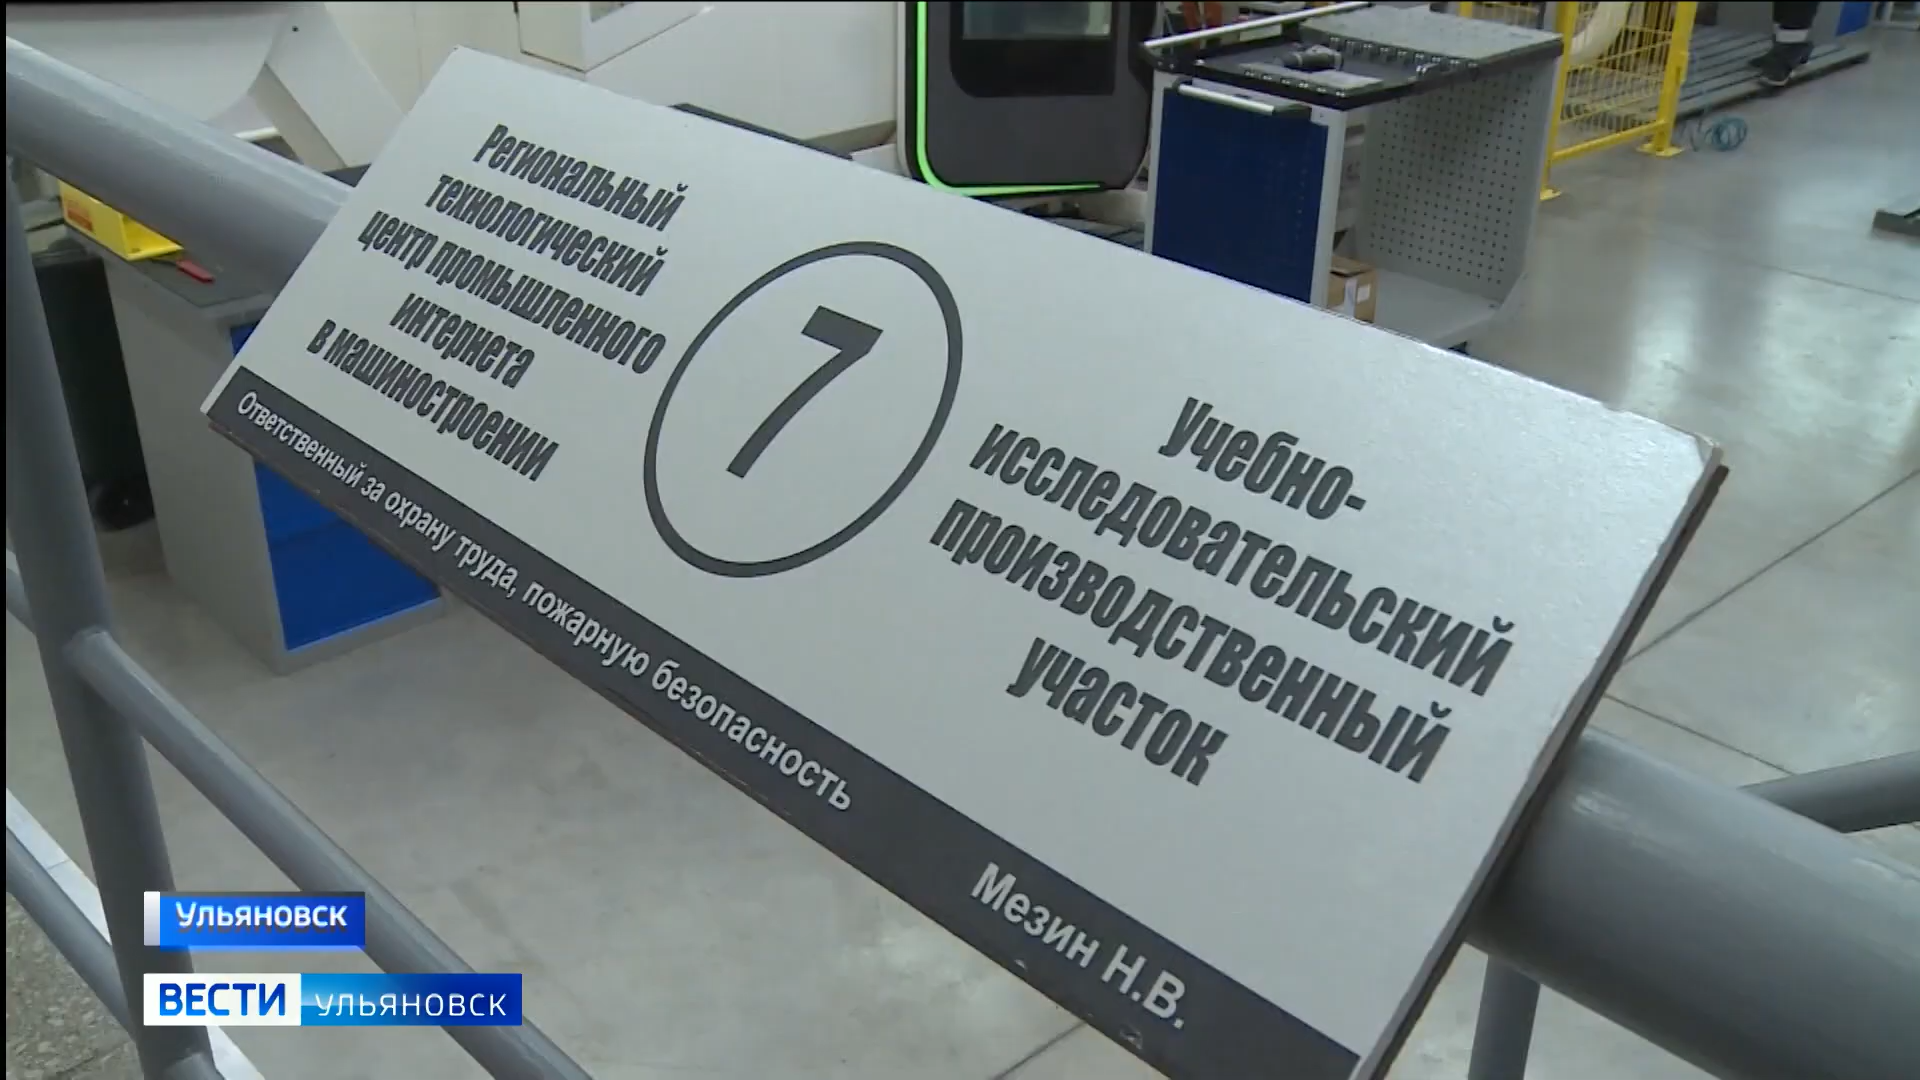 Региональный
технологический
центр промышленного
интернета
в машиностроении
7
Учебно-
исследовательский
производственный
участок
Ответственный за охрану труда, пожарную безопасность
Мезин Н.В.
УЛЬЯНОВСК
ВЕСТИ УЛЬЯНОВСК